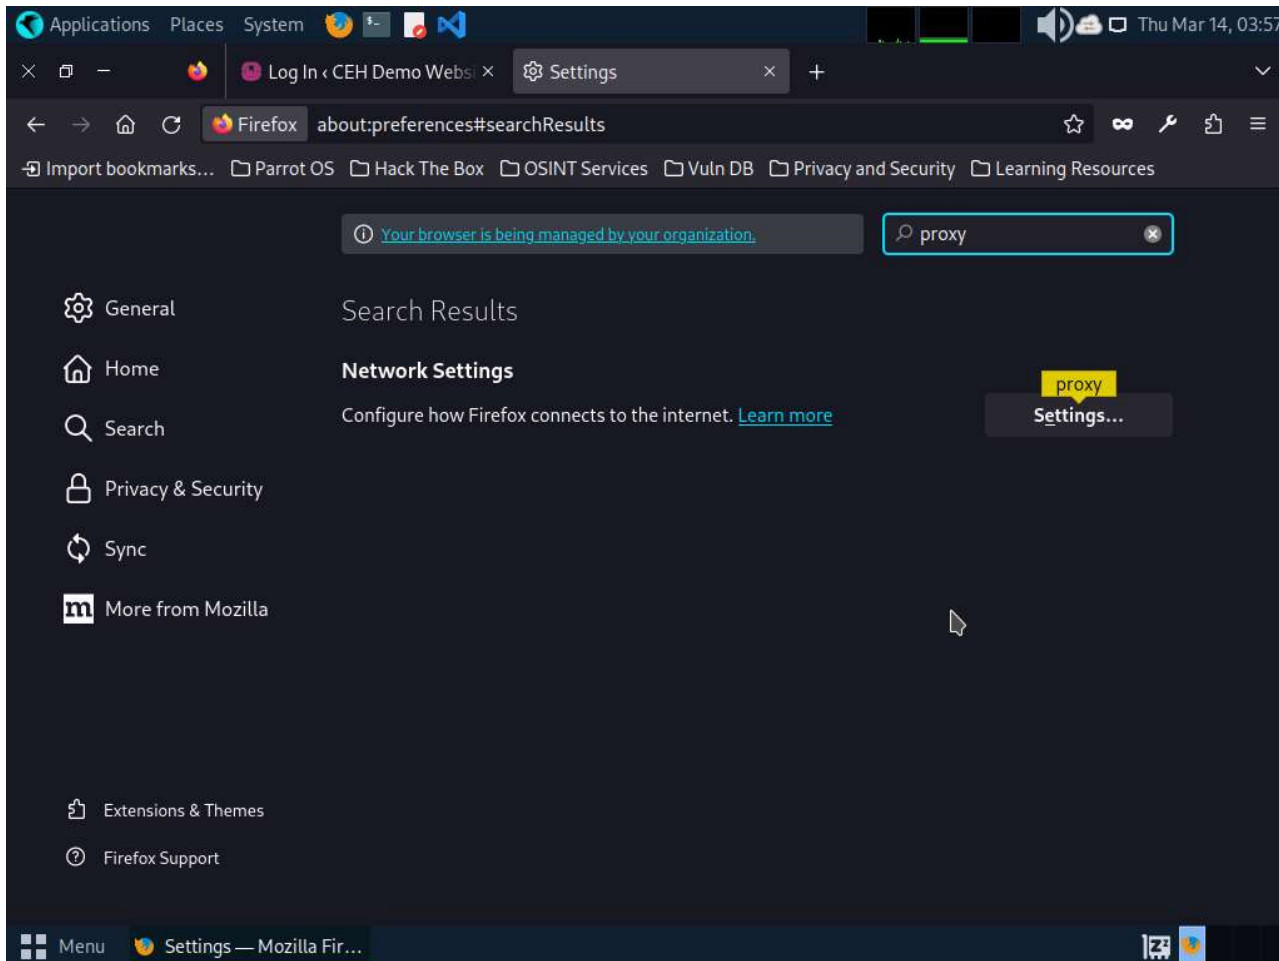 Applications Places System Thu Mar 14, 03:57
Log In ‹ CEH Demo Websi Settings
Firefox about:preferences#searchResults
Import bookmarks... Parrot OS Hack The Box OSINT Services Vuln DB Privacy and Security Learning Resources
Your browser is being managed by your organization. proxy
General
Search Results
Home
Network Settings
proxy
Configure how Firefox connects to the internet. Learn more Settings...
Search
Privacy & Security
Sync
m More from Mozilla
Extensions & Themes
Firefox Support
Menu Settings — Mozilla Fir...